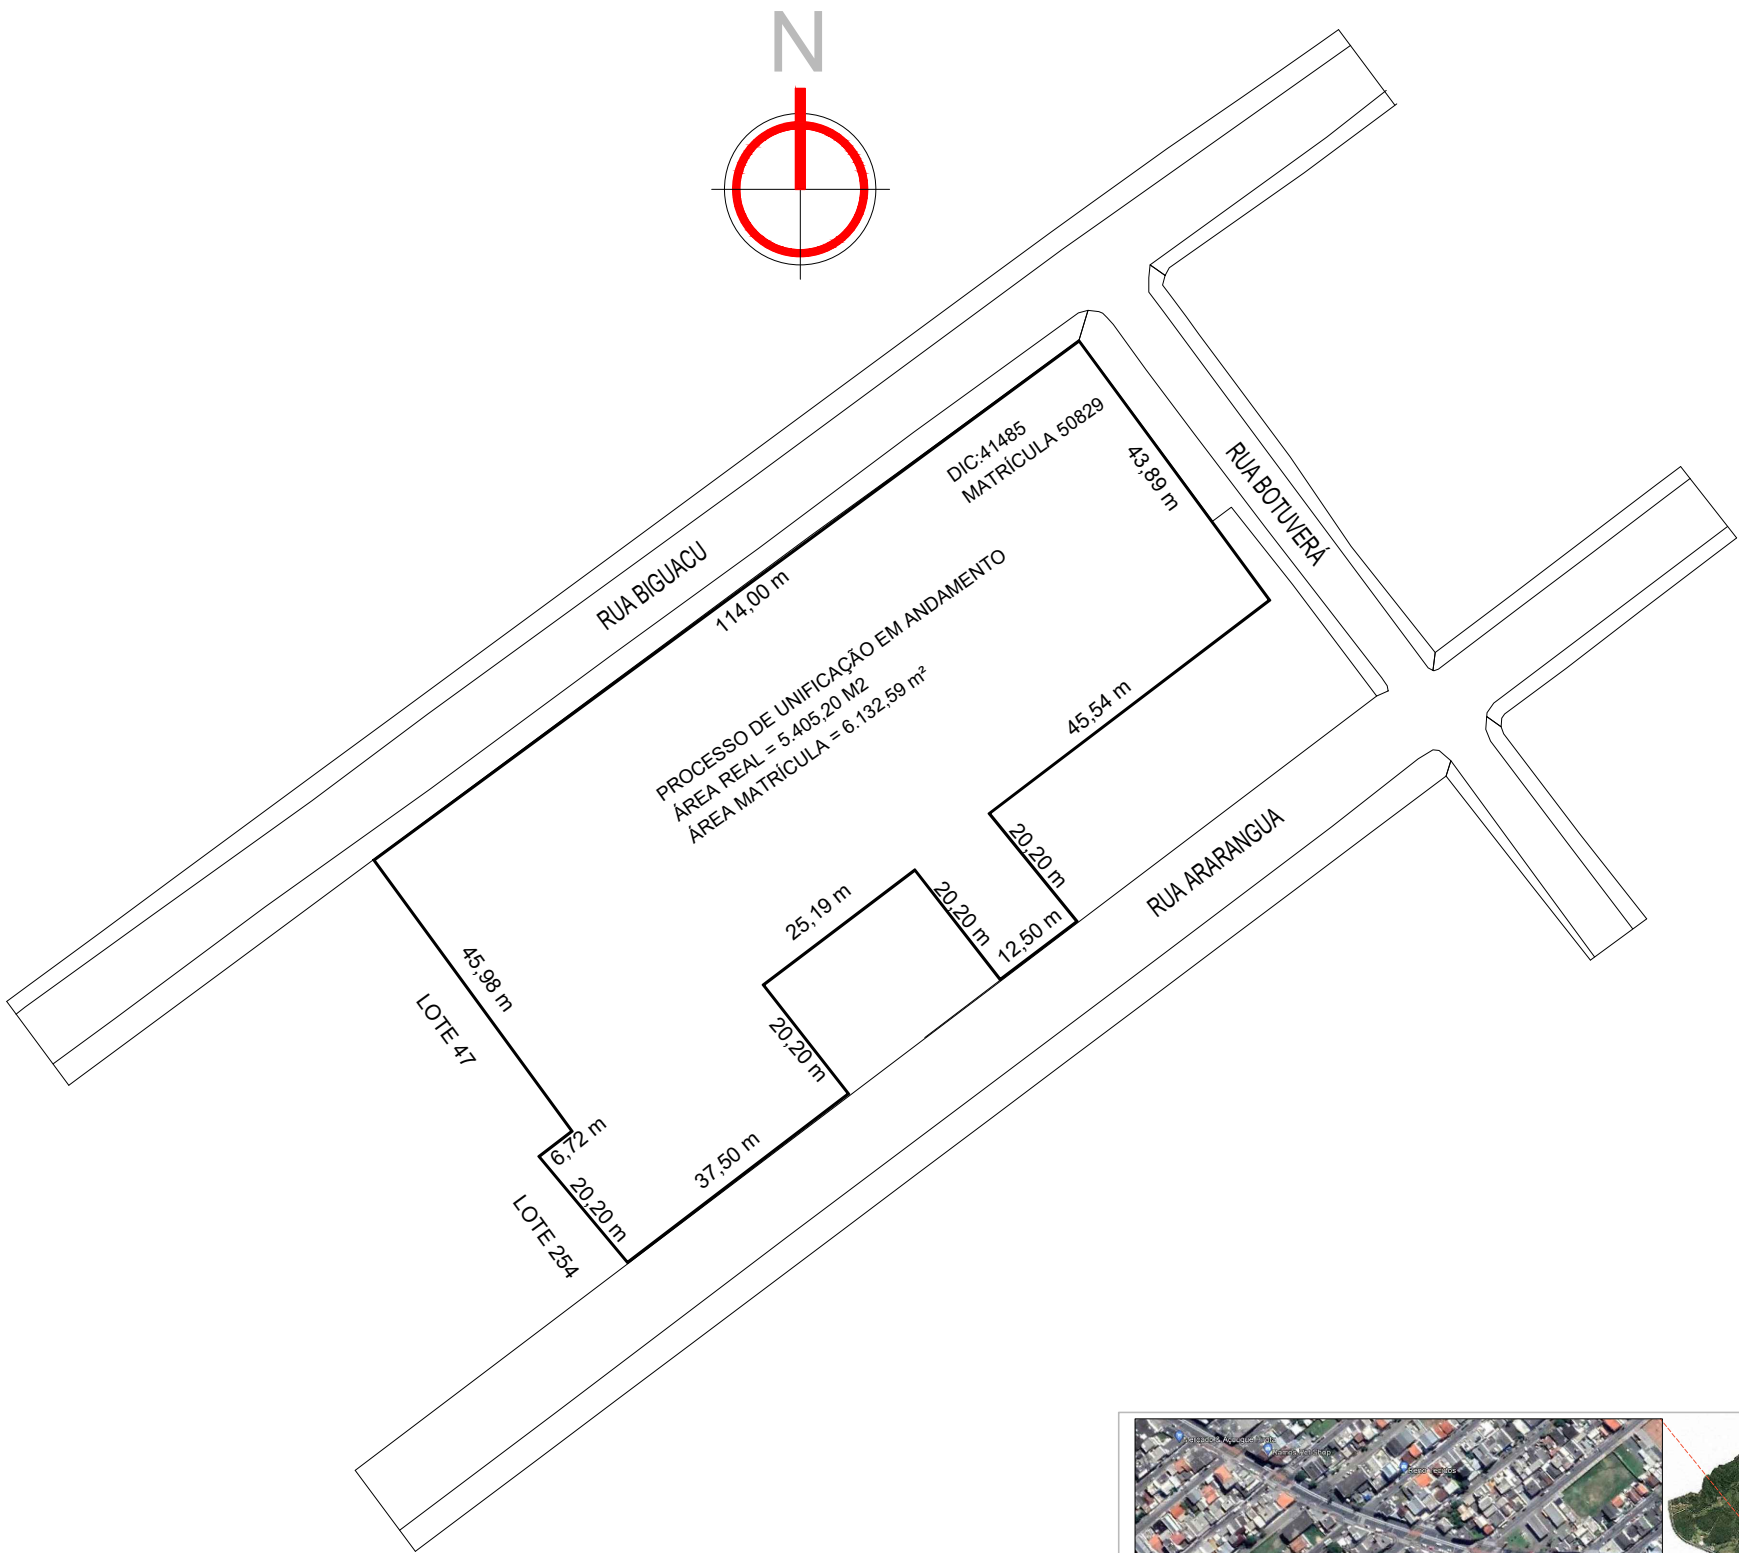 N
DIC:41485
MATRÍCULA 50829
43,89 m
RUA BOTUVERÁ
RUA BIGUACU
114,00 m
PROCESSO DE UNIFICAÇÃO EM ANDAMENTO
ÁREA REAL = 5.405,20 M2
ÁREA MATRÍCULA = 6.132,59 m²
45,54 m
20,20 m
RUA ARARANGUA
25,19 m
20,20 m
12,50 m
45,98 m
LOTE 47
20,20 m
6,72 m
37,50 m
20,20 m
LOTE 254